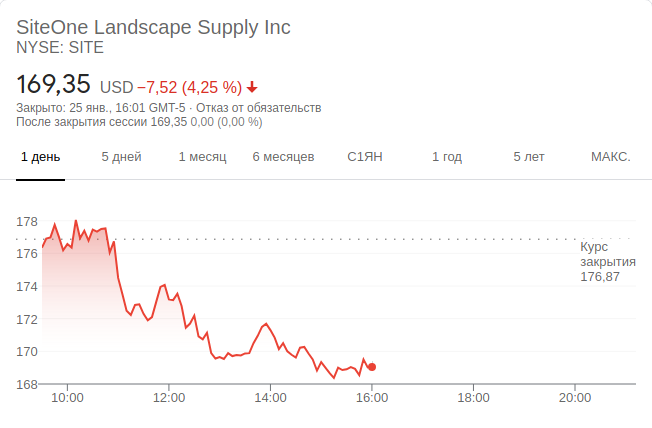 SiteOne Landscape Supply Inc
NYSE: SITE
169,35 USD −7,52 (4,25 %)
Закрыто: 25 янв., 16:01 GMT-5 · Отказ от обязательств
После закрытия сессии 169,35 0,00 (0,00 %)
1 день 5 дней 1 месяц 6 месяцев С1ЯН 1 год 5 лет МАКС.
178
Курс
закрытия
176,87
176
174
172
170
168
10:00 12:00 14:00 16:00 18:00 20:00